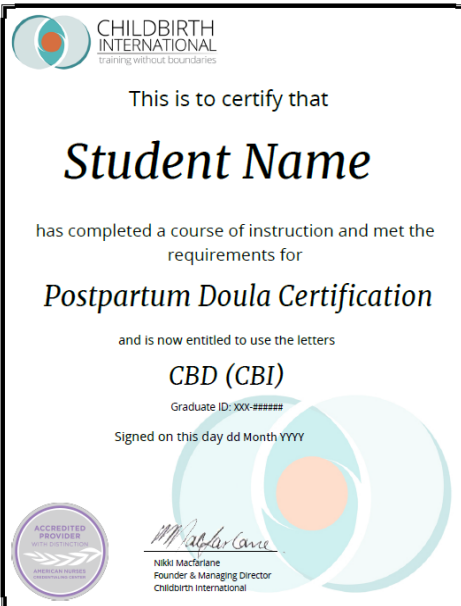 CHILDBIRTH
INTERNATIONAL
training without boundaries
This is to certify that
Student Name
has completed a course of instruction and met the
requirements for
Postpartum Doula Certification
and is now entitled to use the letters
CBD (CBI)
Graduate ID: XXX-######
Signed on this day dd Month YYYY
ACCREDITED
PROVIDER
WITH DISTINCTION
AMERICAN NURSES
CREDENTIALING CENTER
Nikki Macfarlane
Founder & Managing Director
Childbirth International